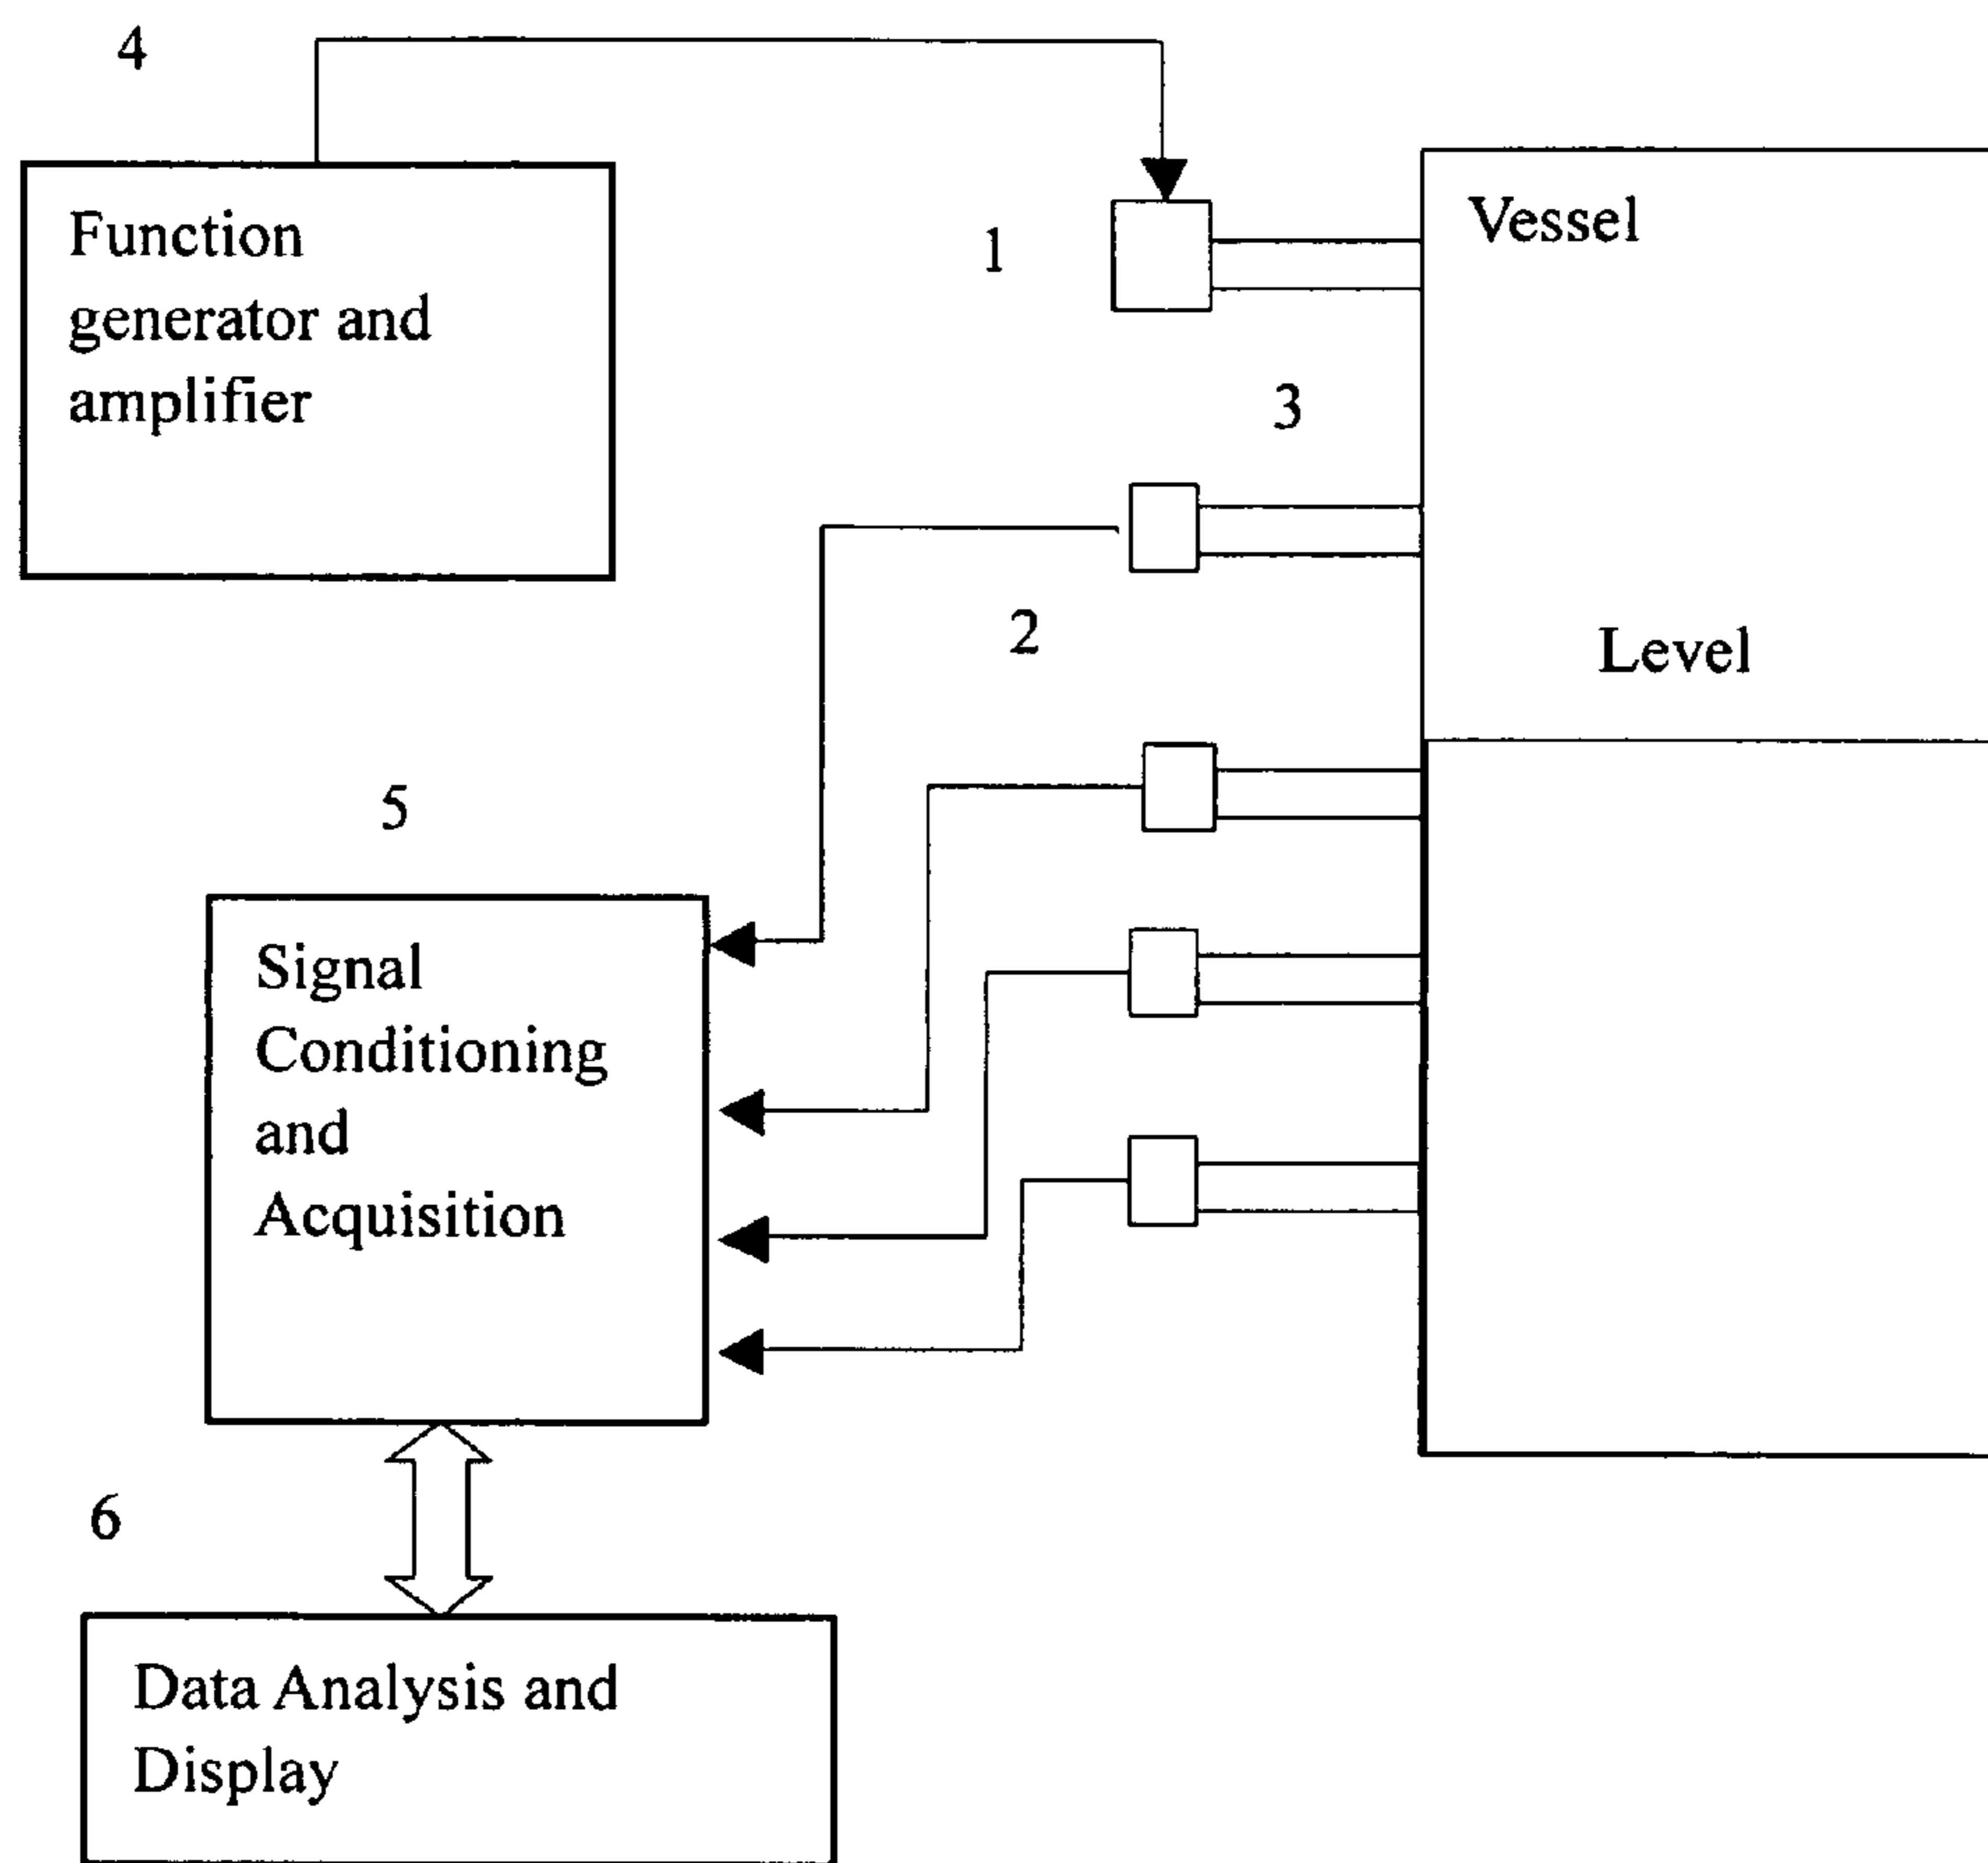 4
Function
generator and
amplifier
1
Vessel
3
2
Level
5
Signal
Conditioning
and
Acquisition
6
Data Analysis and
Display